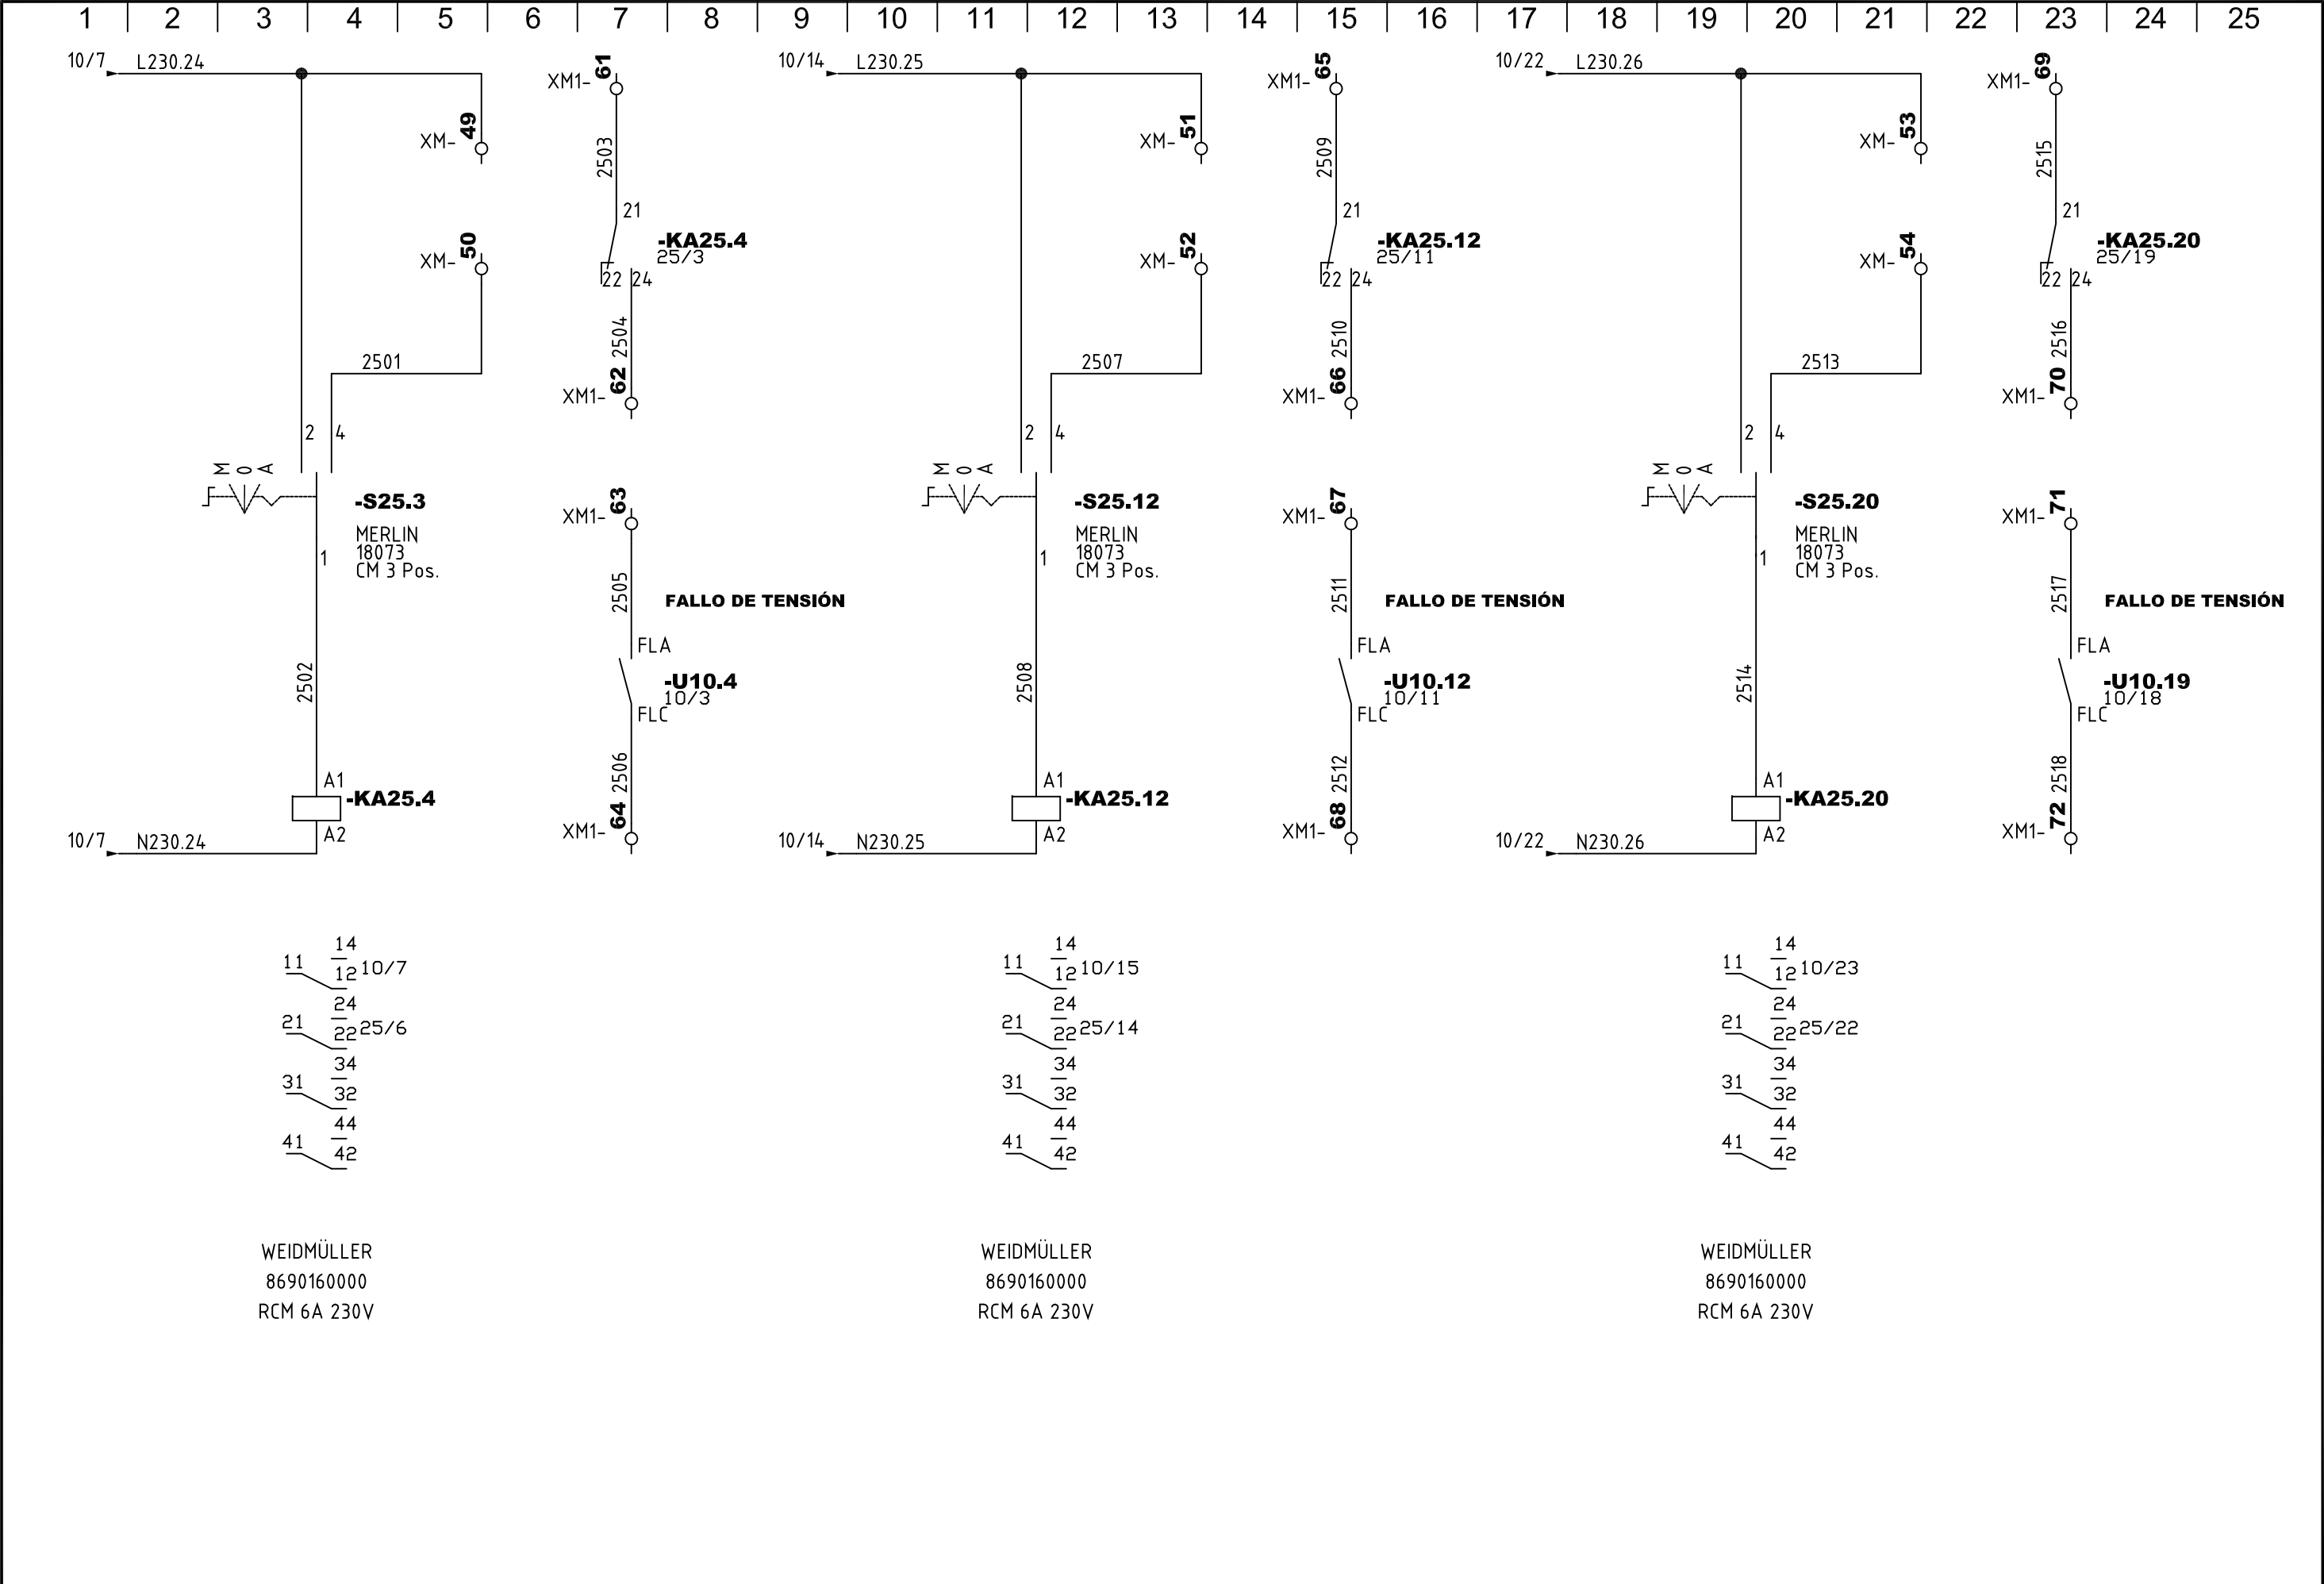 1 2 3 4 5 6 7 8 9 10 11 12 13 14 15 16 17 18 19 20 21 22 23 24 25
10/7 L230.24
XM- 49
XM- 50
2501
2 4
M 0 A
-S25.3
MERLIN
18073
CM 3 Pos.
1
2502
A1
-KA25.4
A2
10/7 N230.24
XM1- 61
2503
21
-KA25.4
25/3
22 24
2504
XM1- 62
XM1- 63
2505
FALLO DE TENSIÓN
FLA
-U10.4
10/3
FLC
2506
XM1- 64
10/14 L230.25
XM- 51
XM- 52
2507
2 4
M 0 A
-S25.12
MERLIN
18073
CM 3 Pos.
1
2508
A1
-KA25.12
A2
10/14 N230.25
XM1- 65
2509
21
-KA25.12
25/11
22 24
2510
XM1- 66
XM1- 67
2511
FALLO DE TENSIÓN
FLA
-U10.12
10/11
FLC
2512
XM1- 68
10/22 L230.26
XM- 53
XM- 54
2513
2 4
M 0 A
-S25.20
MERLIN
18073
CM 3 Pos.
1
2514
A1
-KA25.20
A2
10/22 N230.26
XM1- 69
2515
21
-KA25.20
25/19
22 24
2516
XM1- 70
XM1- 71
2517
FALLO DE TENSIÓN
FLA
-U10.19
10/18
FLC
2518
XM1- 72
14
11 12 10/7
24
21 22 25/6
34
31 32
44
41 42
WEIDMÜLLER
8690160000
RCM 6A 230V
14
11 12 10/15
24
21 22 25/14
34
31 32
44
41 42
WEIDMÜLLER
8690160000
RCM 6A 230V
14
11 12 10/23
24
21 22 25/22
34
31 32
44
41 42
WEIDMÜLLER
8690160000
RCM 6A 230V